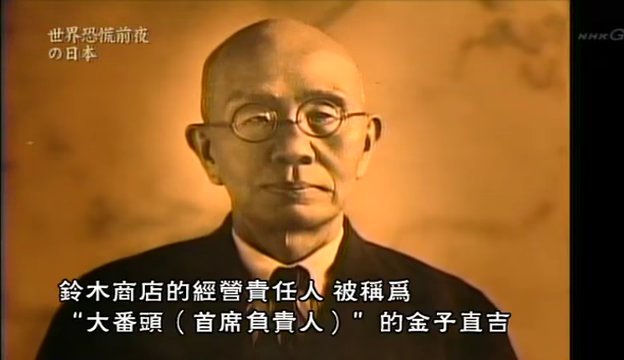 世界恐慌前夜
の日本
NHK G
鈴木商店的經營責任人 被稱爲
“大番頭（首席負責人）”的金子直吉